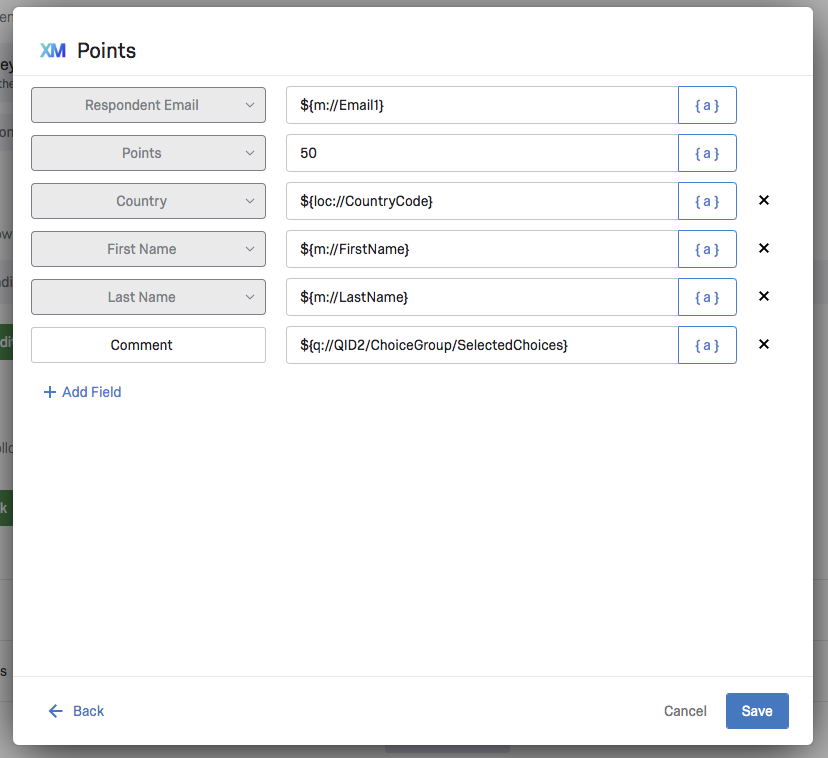 XM Points
Respondent Email ${m://Email1} { a }
Points 50 { a }
Country ${loc://CountryCode} { a }
First Name ${m://FirstName} { a }
Last Name ${m://LastName} { a }
Comment ${q://QID2/ChoiceGroup/SelectedChoices} { a }
+ Add Field
Back Cancel Save